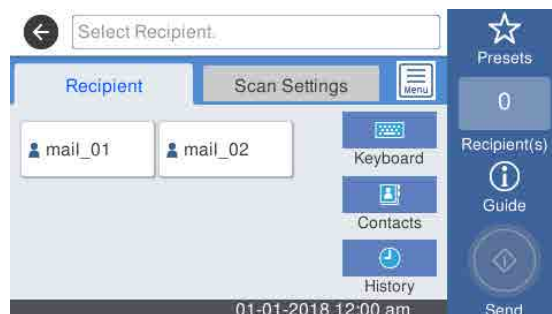 Select Recipient.
Presets
Recipient
Scan Settings
Menu
0
Recipient(s)
mail_01
mail_02
Keyboard
Guide
Contacts
History
01-01-2018 12:00 am
Send